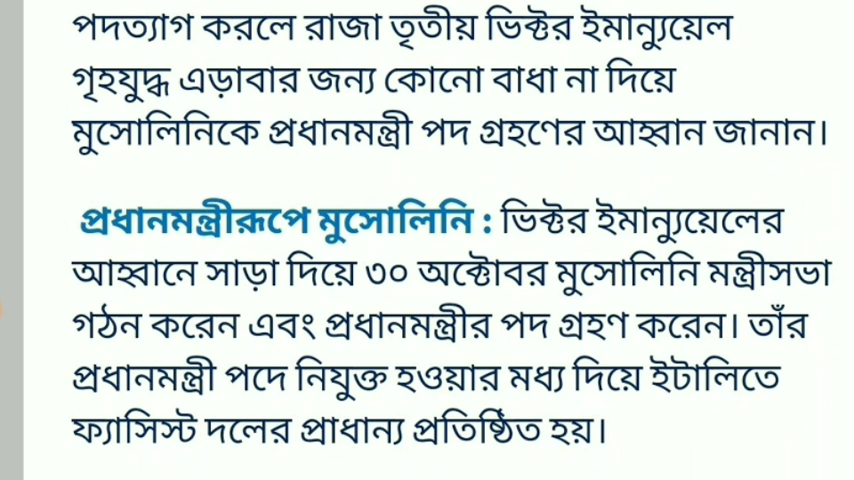 পদত্যাগ করলে রাজা তৃতীয় ভিক্টর ইমানুয়েল
গৃহযুদ্ধ এড়াবার জন্য কোনো বাধা না দিয়ে
মুসোলিনিকে প্রধানমন্ত্রী পদ গ্রহণের আহ্বান জানান।
প্রধানমন্ত্রীরূপে মুসোলিনি : ভিক্টর ইমানুয়েলের
আহ্বানে সাড়া দিয়ে ৩০ অক্টোবর মুসোলিনি মন্ত্রীসভা
গঠন করেন এবং প্রধানমন্ত্রীর পদ গ্রহণ করেন। তাঁর
প্রধানমন্ত্রী পদে নিযুক্ত হওয়ার মধ্য দিয়ে ইটালিতে
ফ্যাসিস্ট দলের প্রাধান্য প্রতিষ্ঠিত হয়।